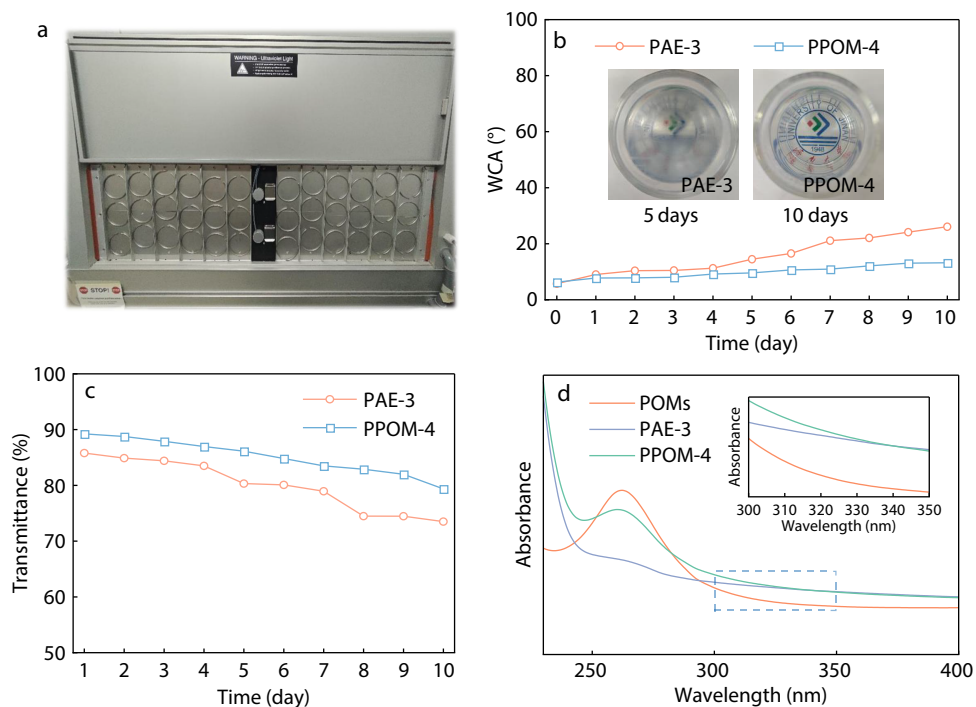 a
WARNING - Ultraviolet Light
STOP!
b
PAE-3
PPOM-4
WCA (°)
100
80
60
40
20
0
UNIVERSITY OF JINAN
1948
PAE-3
PPOM-4
5 days
10 days
0 1 2 3 4 5 6 7 8 9 10
Time (day)
c
PAE-3
PPOM-4
Transmittance (%)
100
90
80
70
60
50
1 2 3 4 5 6 7 8 9 10
Time (day)
d
POMs
PAE-3
PPOM-4
Absorbance
Absorbance
300 310 320 330 340 350
Wavelength (nm)
250 300 350 400
Wavelength (nm)